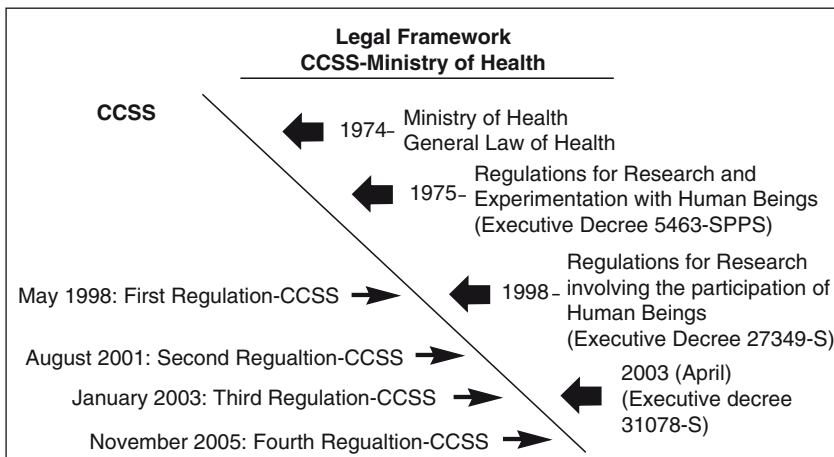 Legal Framework
CCSS-Ministry of Health
CCSS
1974– Ministry of Health
General Law of Health
1975– Regulations for Research and
Experimentation with Human Beings
(Executive Decree 5463-SPPS)
May 1998: First Regulation-CCSS
1998– Regulations for Research
involving the participation of
Human Beings
(Executive Decree 27349-S)
August 2001: Second Regualtion-CCSS
January 2003: Third Regulation-CCSS
2003 (April)
(Executive decree
31078-S)
November 2005: Fourth Regualtion-CCSS